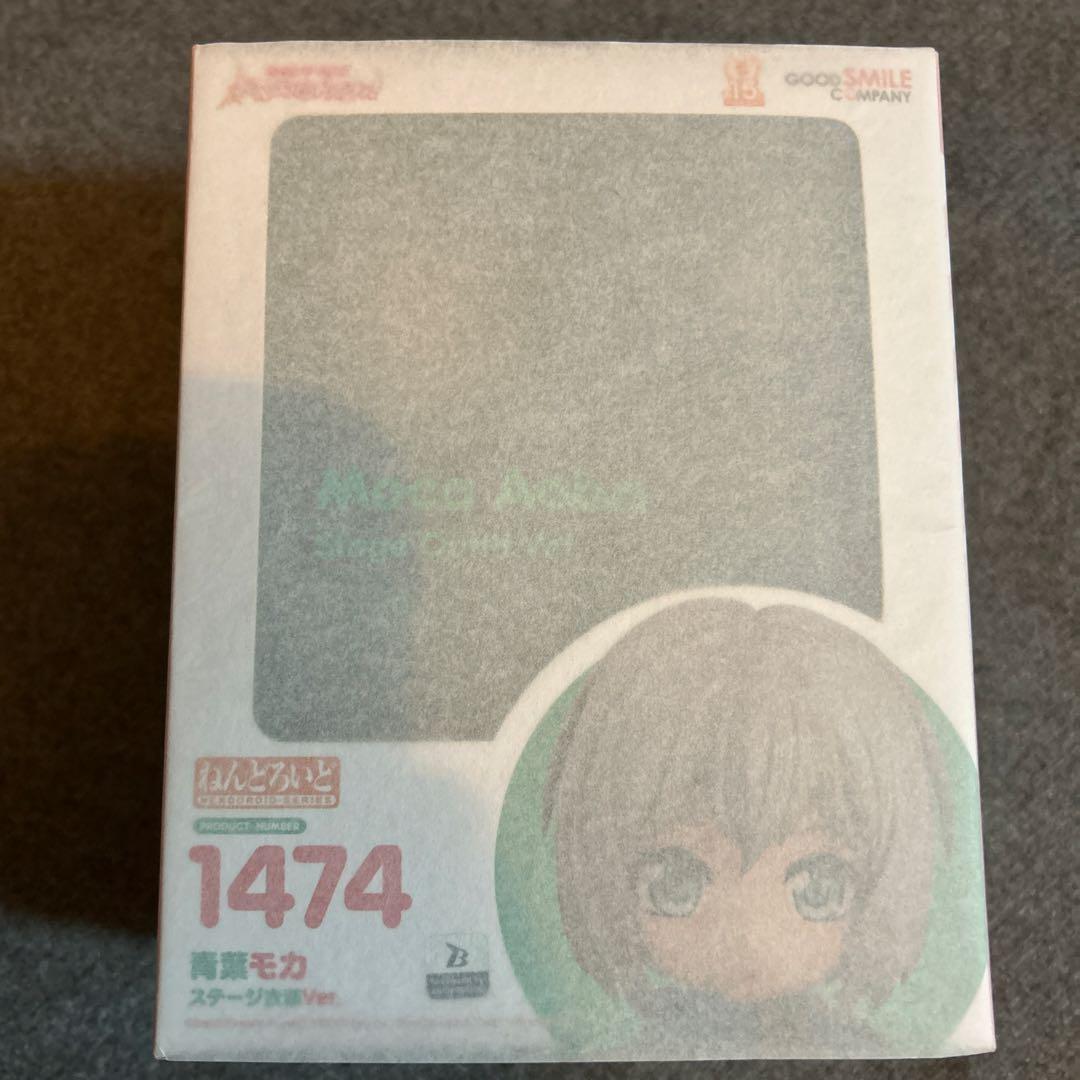 15
GOOD SMILE
COMPANY
Moca Aoba
Stage Outfit Ver.
ねんどろいど
NENDOROID-SERIES
PRODUCT NUMBER
1474
青葉モカ
ステージ衣装Ver.
B